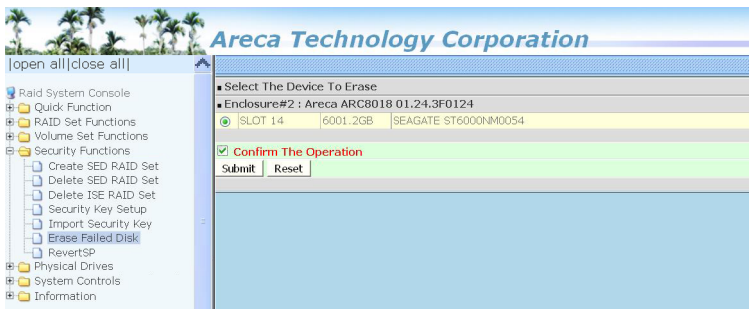 Areca Technology Corporation
|open all|close all|
Raid System Console
Quick Function
RAID Set Functions
Volume Set Functions
Security Functions
Create SED RAID Set
Delete SED RAID Set
Delete ISE RAID Set
Security Key Setup
Import Security Key
Erase Failed Disk
RevertSP
Physical Drives
System Controls
Information
Select The Device To Erase
Enclosure#2 : Areca ARC8018 01.24.3F0124
SLOT 14 6001.2GB SEAGATE ST6000NM0054
Confirm The Operation
Submit Reset